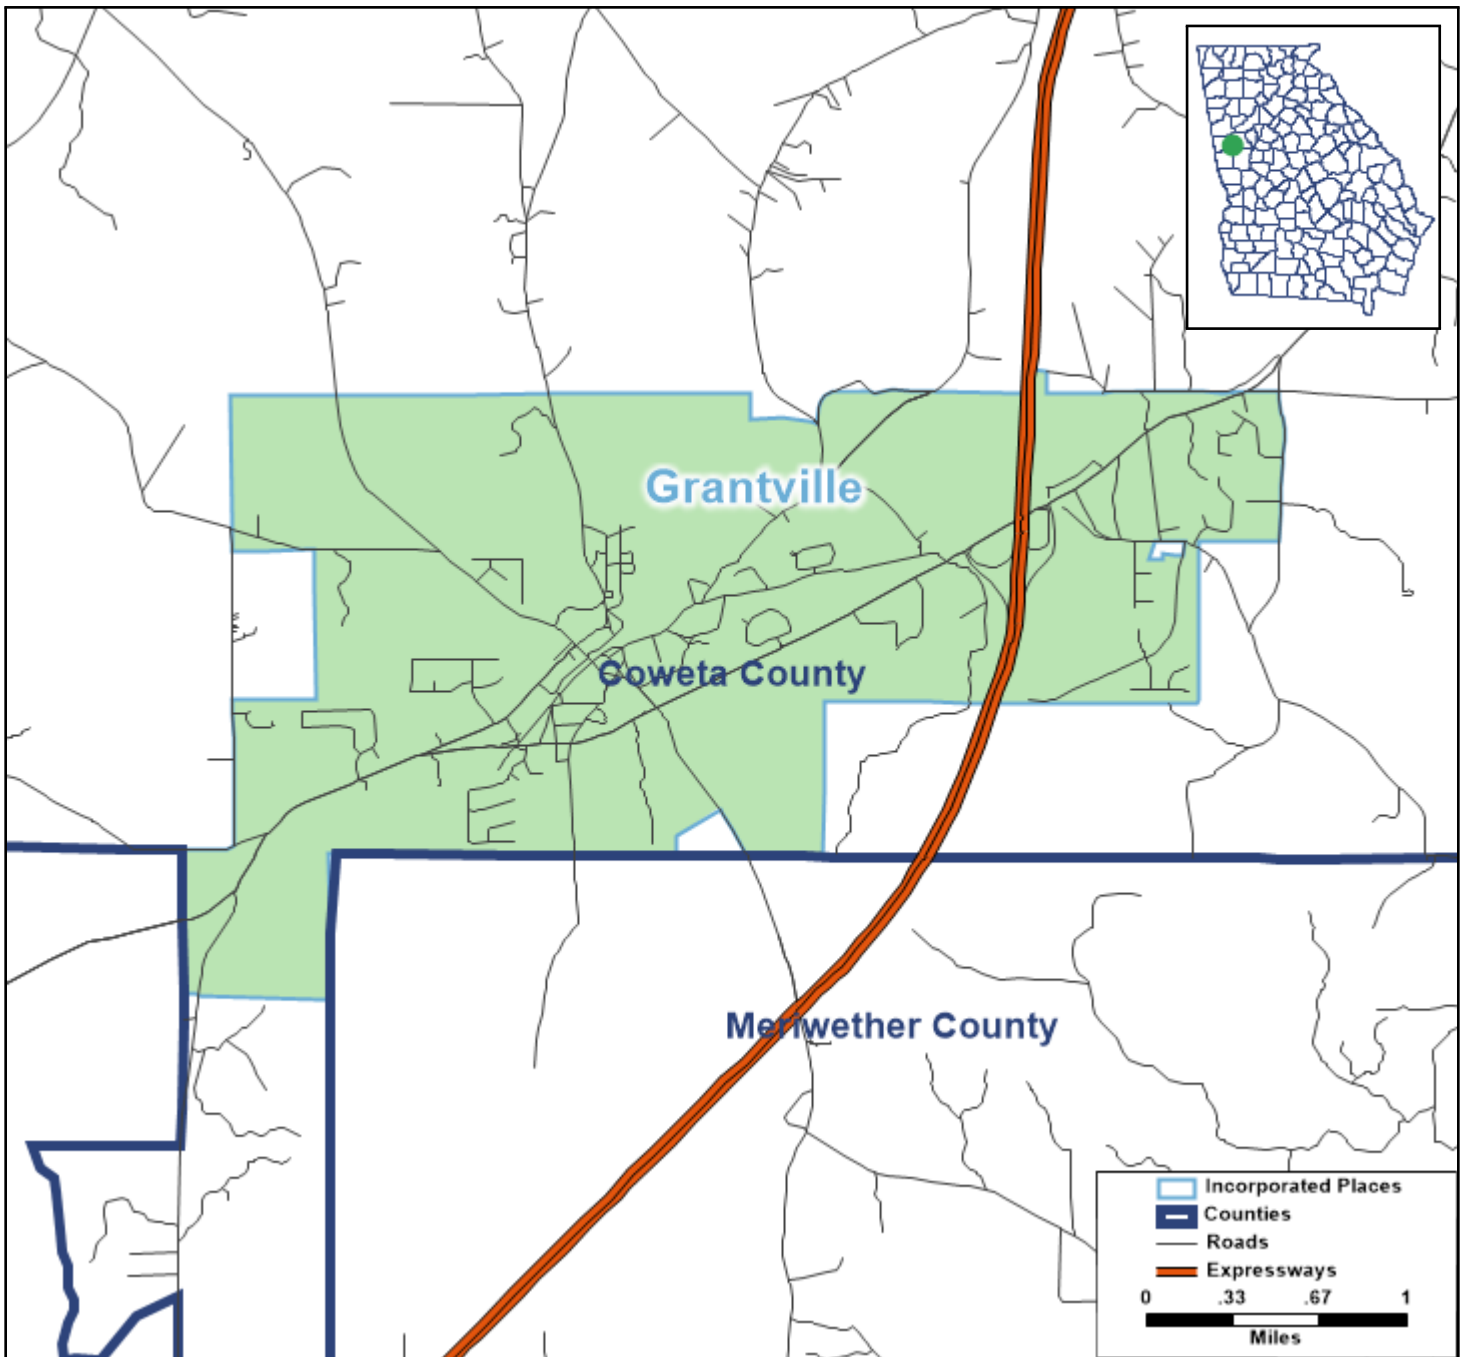 Grantville
Coweta County
Meriwether County
Incorporated Places
Counties
Roads
Expressways
0 .33 .67 1
Miles